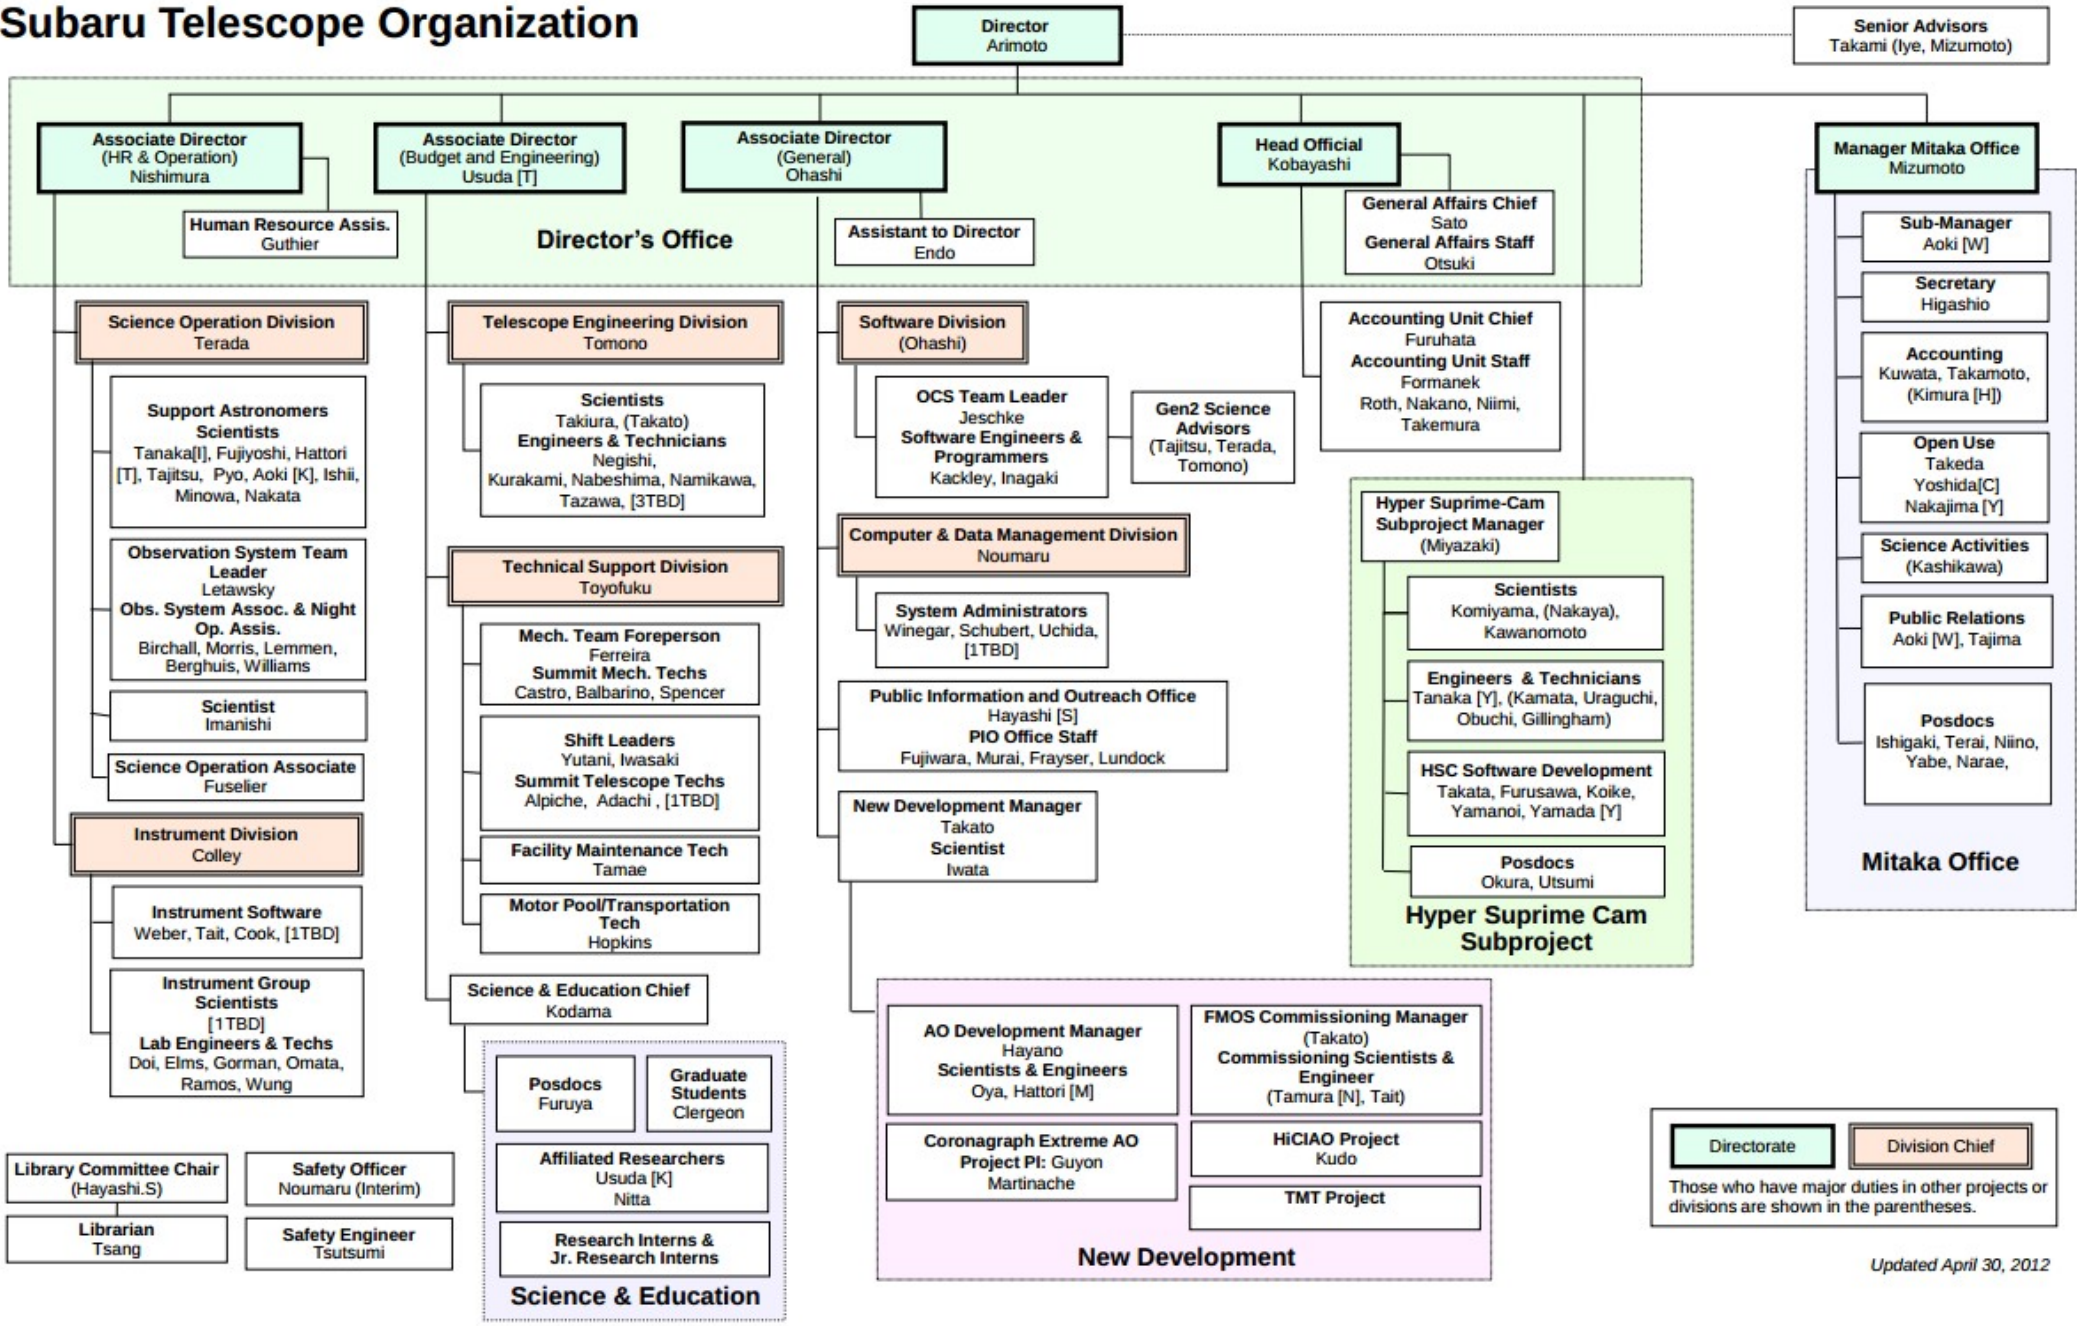 Subaru Telescope Organization
Director
Arimoto
Senior Advisors
Takami (Iye, Mizumoto)
Associate Director
(HR & Operation)
Nishimura
Human Resource Assis.
Guthier
Associate Director
(Budget and Engineering)
Usuda [T]
Director's Office
Associate Director
(General)
Ohashi
Assistant to Director
Endo
Head Official
Kobayashi
General Affairs Chief
Sato
General Affairs Staff
Otsuki
Manager Mitaka Office
Mizumoto
Science Operation Division
Terada
Support Astronomers
Scientists
Tanaka[I], Fujiyoshi, Hattori
[T], Tajitsu, Pyo, Aoki [K], Ishii,
Minowa, Nakata
Observation System Team
Leader
Letawsky
Obs. System Assoc. & Night
Op. Assis.
Birchall, Morris, Lemmen,
Berghuis, Williams
Scientist
Imanishi
Science Operation Associate
Fuselier
Instrument Division
Colley
Instrument Software
Weber, Tait, Cook, [1TBD]
Instrument Group
Scientists
[1TBD]
Lab Engineers & Techs
Doi, Elms, Gorman, Omata,
Ramos, Wung
Telescope Engineering Division
Tomono
Scientists
Takiura, (Takato)
Engineers & Technicians
Negishi,
Kurakami, Nabeshima, Namikawa,
Tazawa, [3TBD]
Technical Support Division
Toyofuku
Mech. Team Foreperson
Ferreira
Summit Mech. Techs
Castro, Balbarino, Spencer
Shift Leaders
Yutani, Iwasaki
Summit Telescope Techs
Alpiche, Adachi , [1TBD]
Facility Maintenance Tech
Tamae
Motor Pool/Transportation
Tech
Hopkins
Science & Education Chief
Kodama
Posdocs
Furuya
Graduate
Students
Clergeon
Affiliated Researchers
Usuda [K]
Nitta
Research Interns &
Jr. Research Interns
Science & Education
Software Division
(Ohashi)
OCS Team Leader
Jeschke
Software Engineers &
Programmers
Kackley, Inagaki
Gen2 Science
Advisors
(Tajitsu, Terada,
Tomono)
Computer & Data Management Division
Noumaru
System Administrators
Winegar, Schubert, Uchida,
[1TBD]
Public Information and Outreach Office
Hayashi [S]
PIO Office Staff
Fujiwara, Murai, Frayser, Lundock
New Development Manager
Takato
Scientist
Iwata
AO Development Manager
Hayano
Scientists & Engineers
Oya, Hattori [M]
FMOS Commissioning Manager
(Takato)
Commissioning Scientists &
Engineer
(Tamura [N], Tait)
Coronagraph Extreme AO
Project PI: Guyon
Martinache
HiCIAO Project
Kudo
TMT Project
New Development
Accounting Unit Chief
Furuhata
Accounting Unit Staff
Formanek
Roth, Nakano, Niimi,
Takemura
Hyper Suprime-Cam
Subproject Manager
(Miyazaki)
Scientists
Komiyama, (Nakaya),
Kawanomoto
Engineers & Technicians
Tanaka [Y], (Kamata, Uraguchi,
Obuchi, Gillingham)
HSC Software Development
Takata, Furusawa, Koike,
Yamanoi, Yamada [Y]
Posdocs
Okura, Utsumi
Hyper Suprime Cam
Subproject
Sub-Manager
Aoki [W]
Secretary
Higashio
Accounting
Kuwata, Takamoto,
(Kimura [H])
Open Use
Takeda
Yoshida[C]
Nakajima [Y]
Science Activities
(Kashikawa)
Public Relations
Aoki [W], Tajima
Posdocs
Ishigaki, Terai, Niino,
Yabe, Narae,
Mitaka Office
Library Committee Chair
(Hayashi.S)
Librarian
Tsang
Safety Officer
Noumaru (Interim)
Safety Engineer
Tsutsumi
Directorate
Division Chief
Those who have major duties in other projects or
divisions are shown in the parentheses.
Updated April 30, 2012